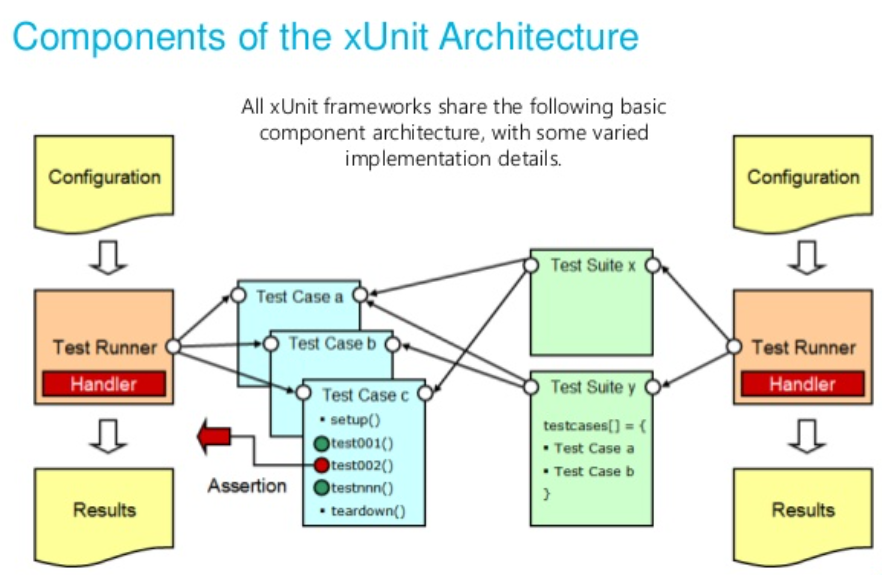 Components of the xUnit Architecture
All xUnit frameworks share the following basic
component architecture, with some varied
implementation details.
Configuration
Test Runner
Handler
Results
Test Case a
Test Case b
Test Case c
• setup()
test001()
test002()
testnnn()
• teardown()
Assertion
Test Suite x
Test Suite y
testcases[] = {
• Test Case a
• Test Case b
}
Configuration
Test Runner
Handler
Results